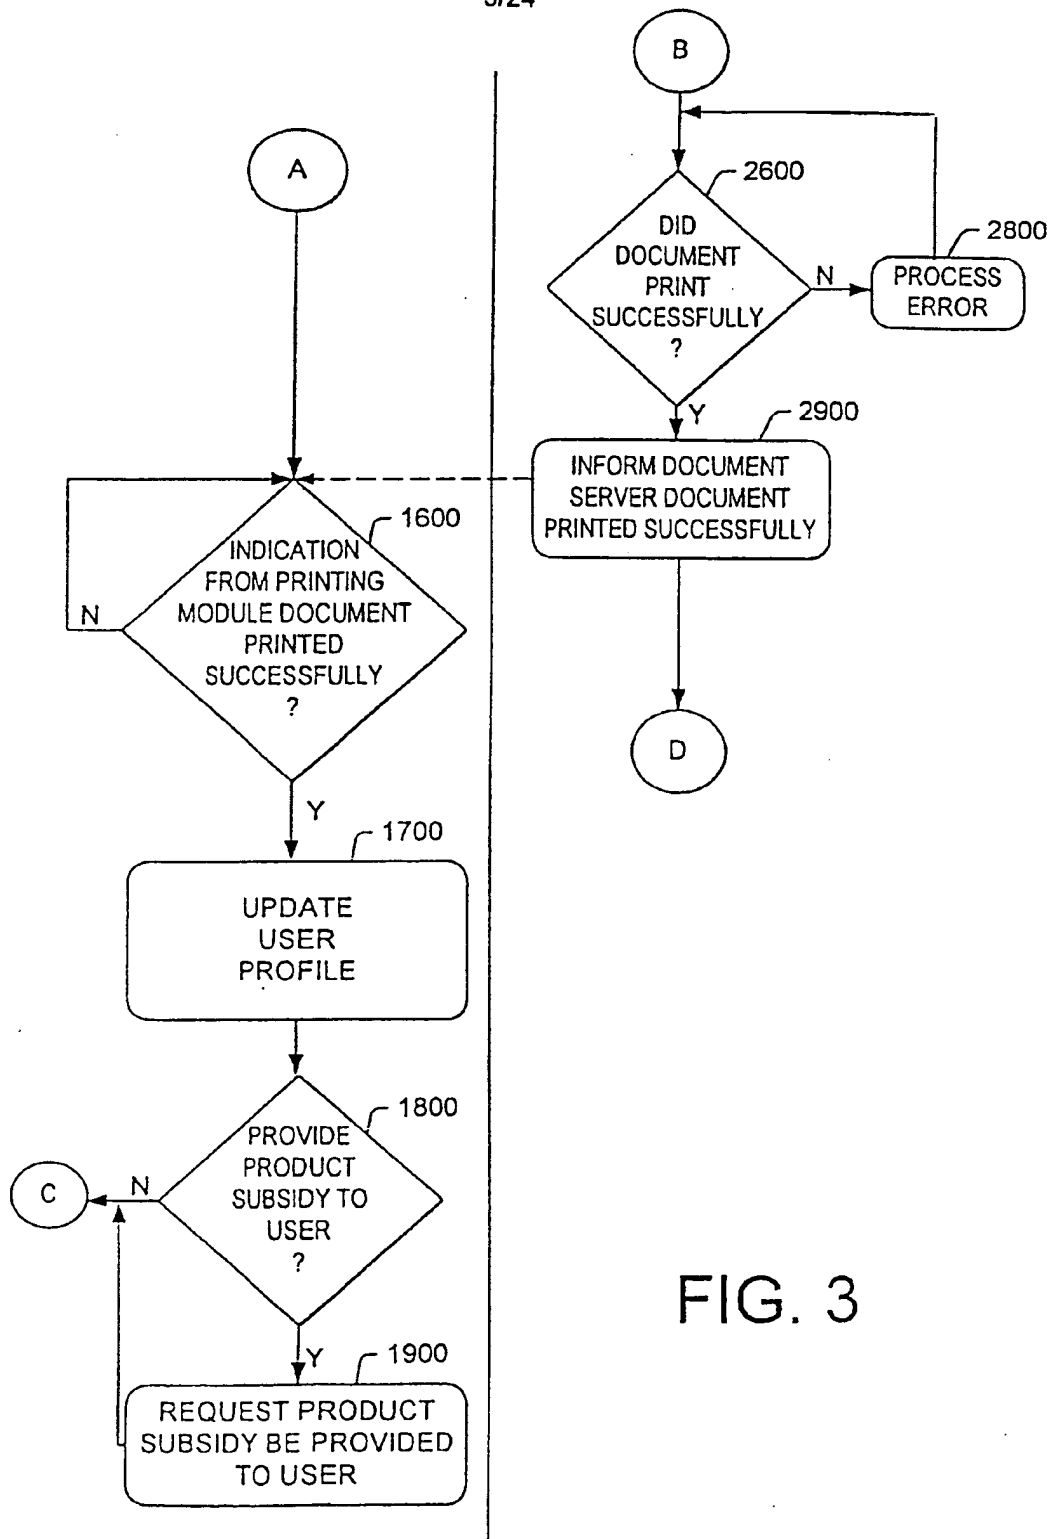 3/24
B
A
2600
DID
DOCUMENT
PRINT
SUCCESSFULLY
?
N
2800
PROCESS
ERROR
Y
2900
INFORM DOCUMENT
SERVER DOCUMENT
PRINTED SUCCESSFULLY
D
1600
INDICATION
FROM PRINTING
MODULE DOCUMENT
PRINTED
SUCCESSFULLY
?
N
Y
1700
UPDATE
USER
PROFILE
1800
PROVIDE
PRODUCT
SUBSIDY TO
USER
?
N
C
Y
1900
REQUEST PRODUCT
SUBSIDY BE PROVIDED
TO USER
FIG. 3